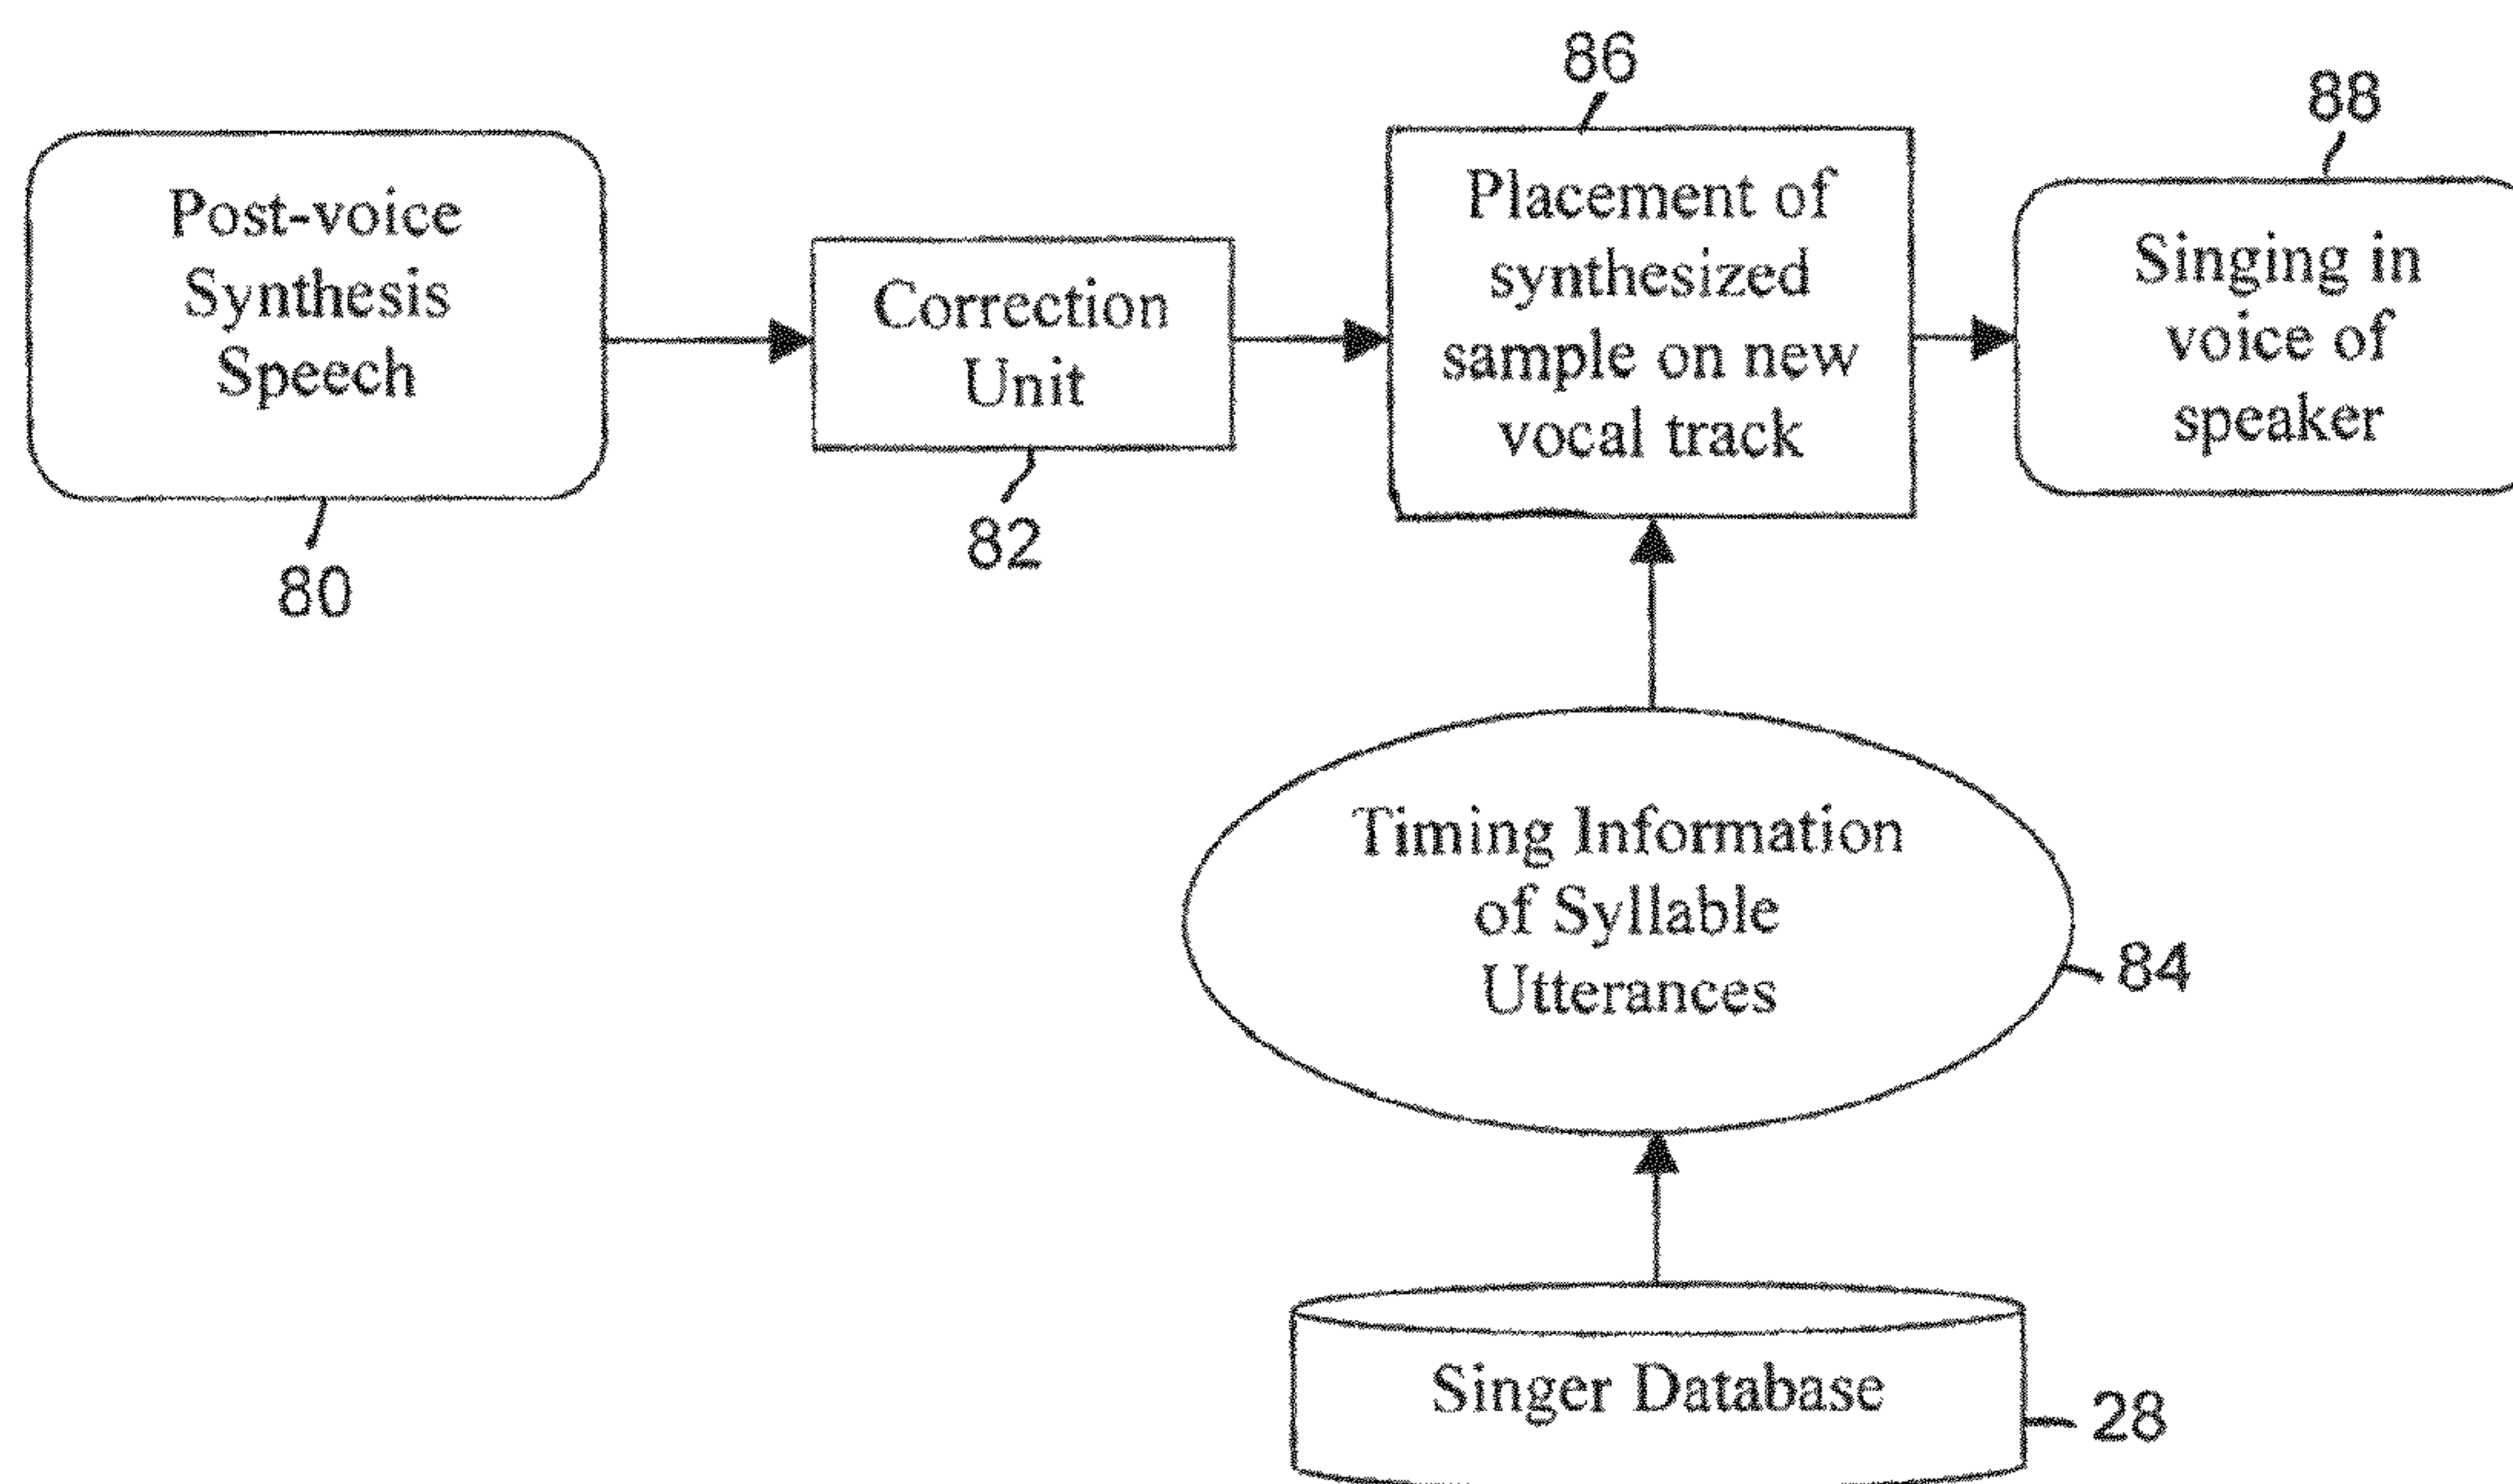 86
88
Post-voice
Synthesis
Speech
Correction
Unit
Placement of
synthesized
sample on new
vocal track
Singing in
voice of
speaker
80
82
Timing Information
of Syllable
Utterances
84
Singer Database
28